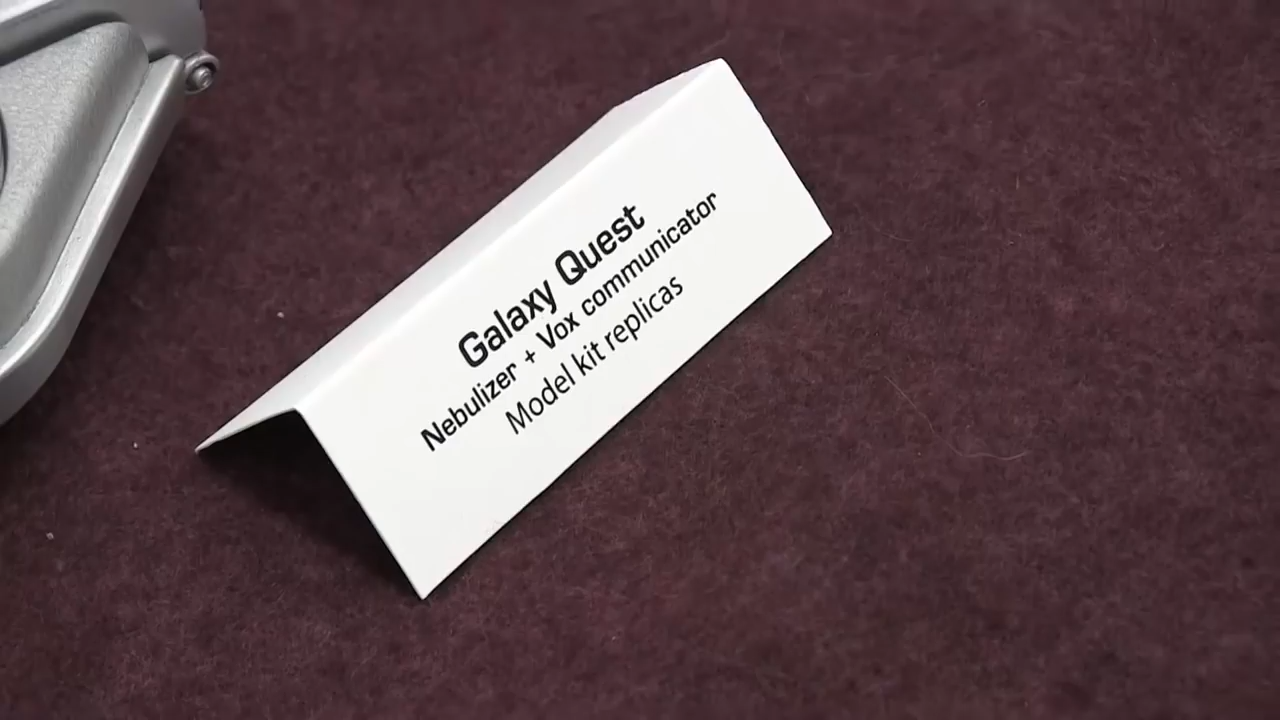 Galaxy Quest
Nebulizer + Vox communicator
Model kit replicas